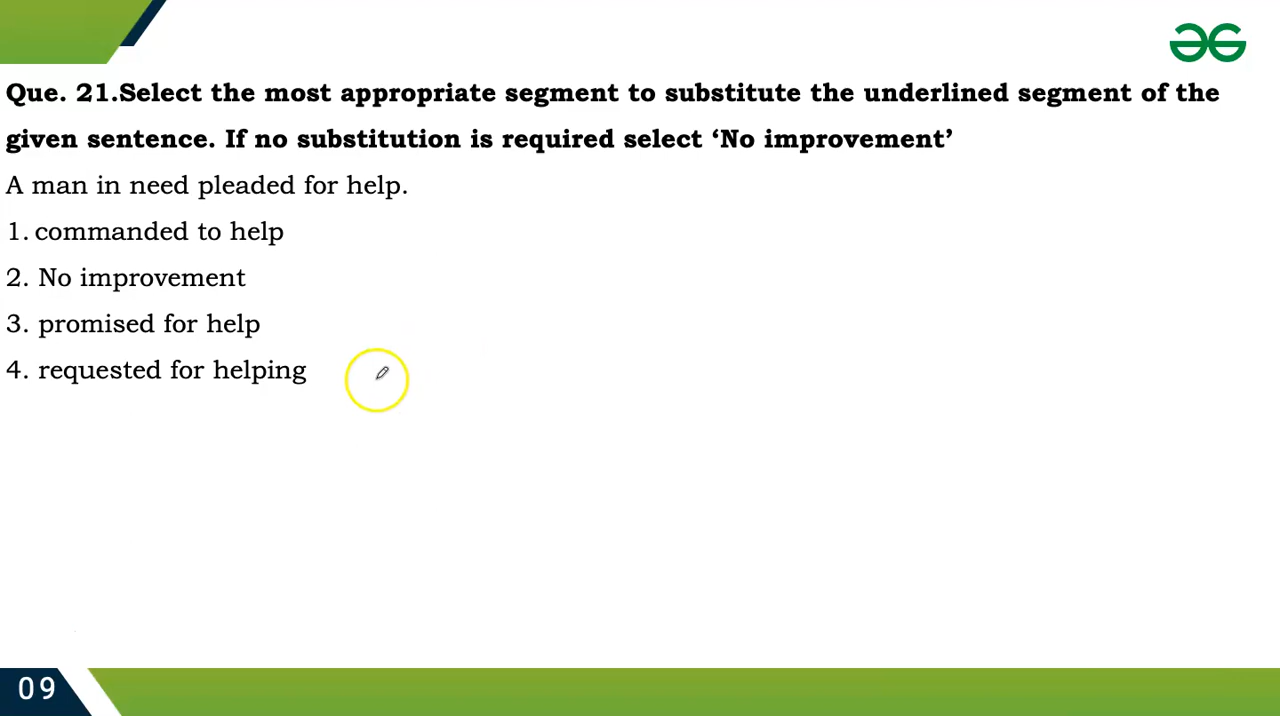 Que. 21.Select the most appropriate segment to substitute the underlined segment of the
given sentence. If no substitution is required select ‘No improvement’
A man in need pleaded for help.
1. commanded to help
2. No improvement
3. promised for help
4. requested for helping
09